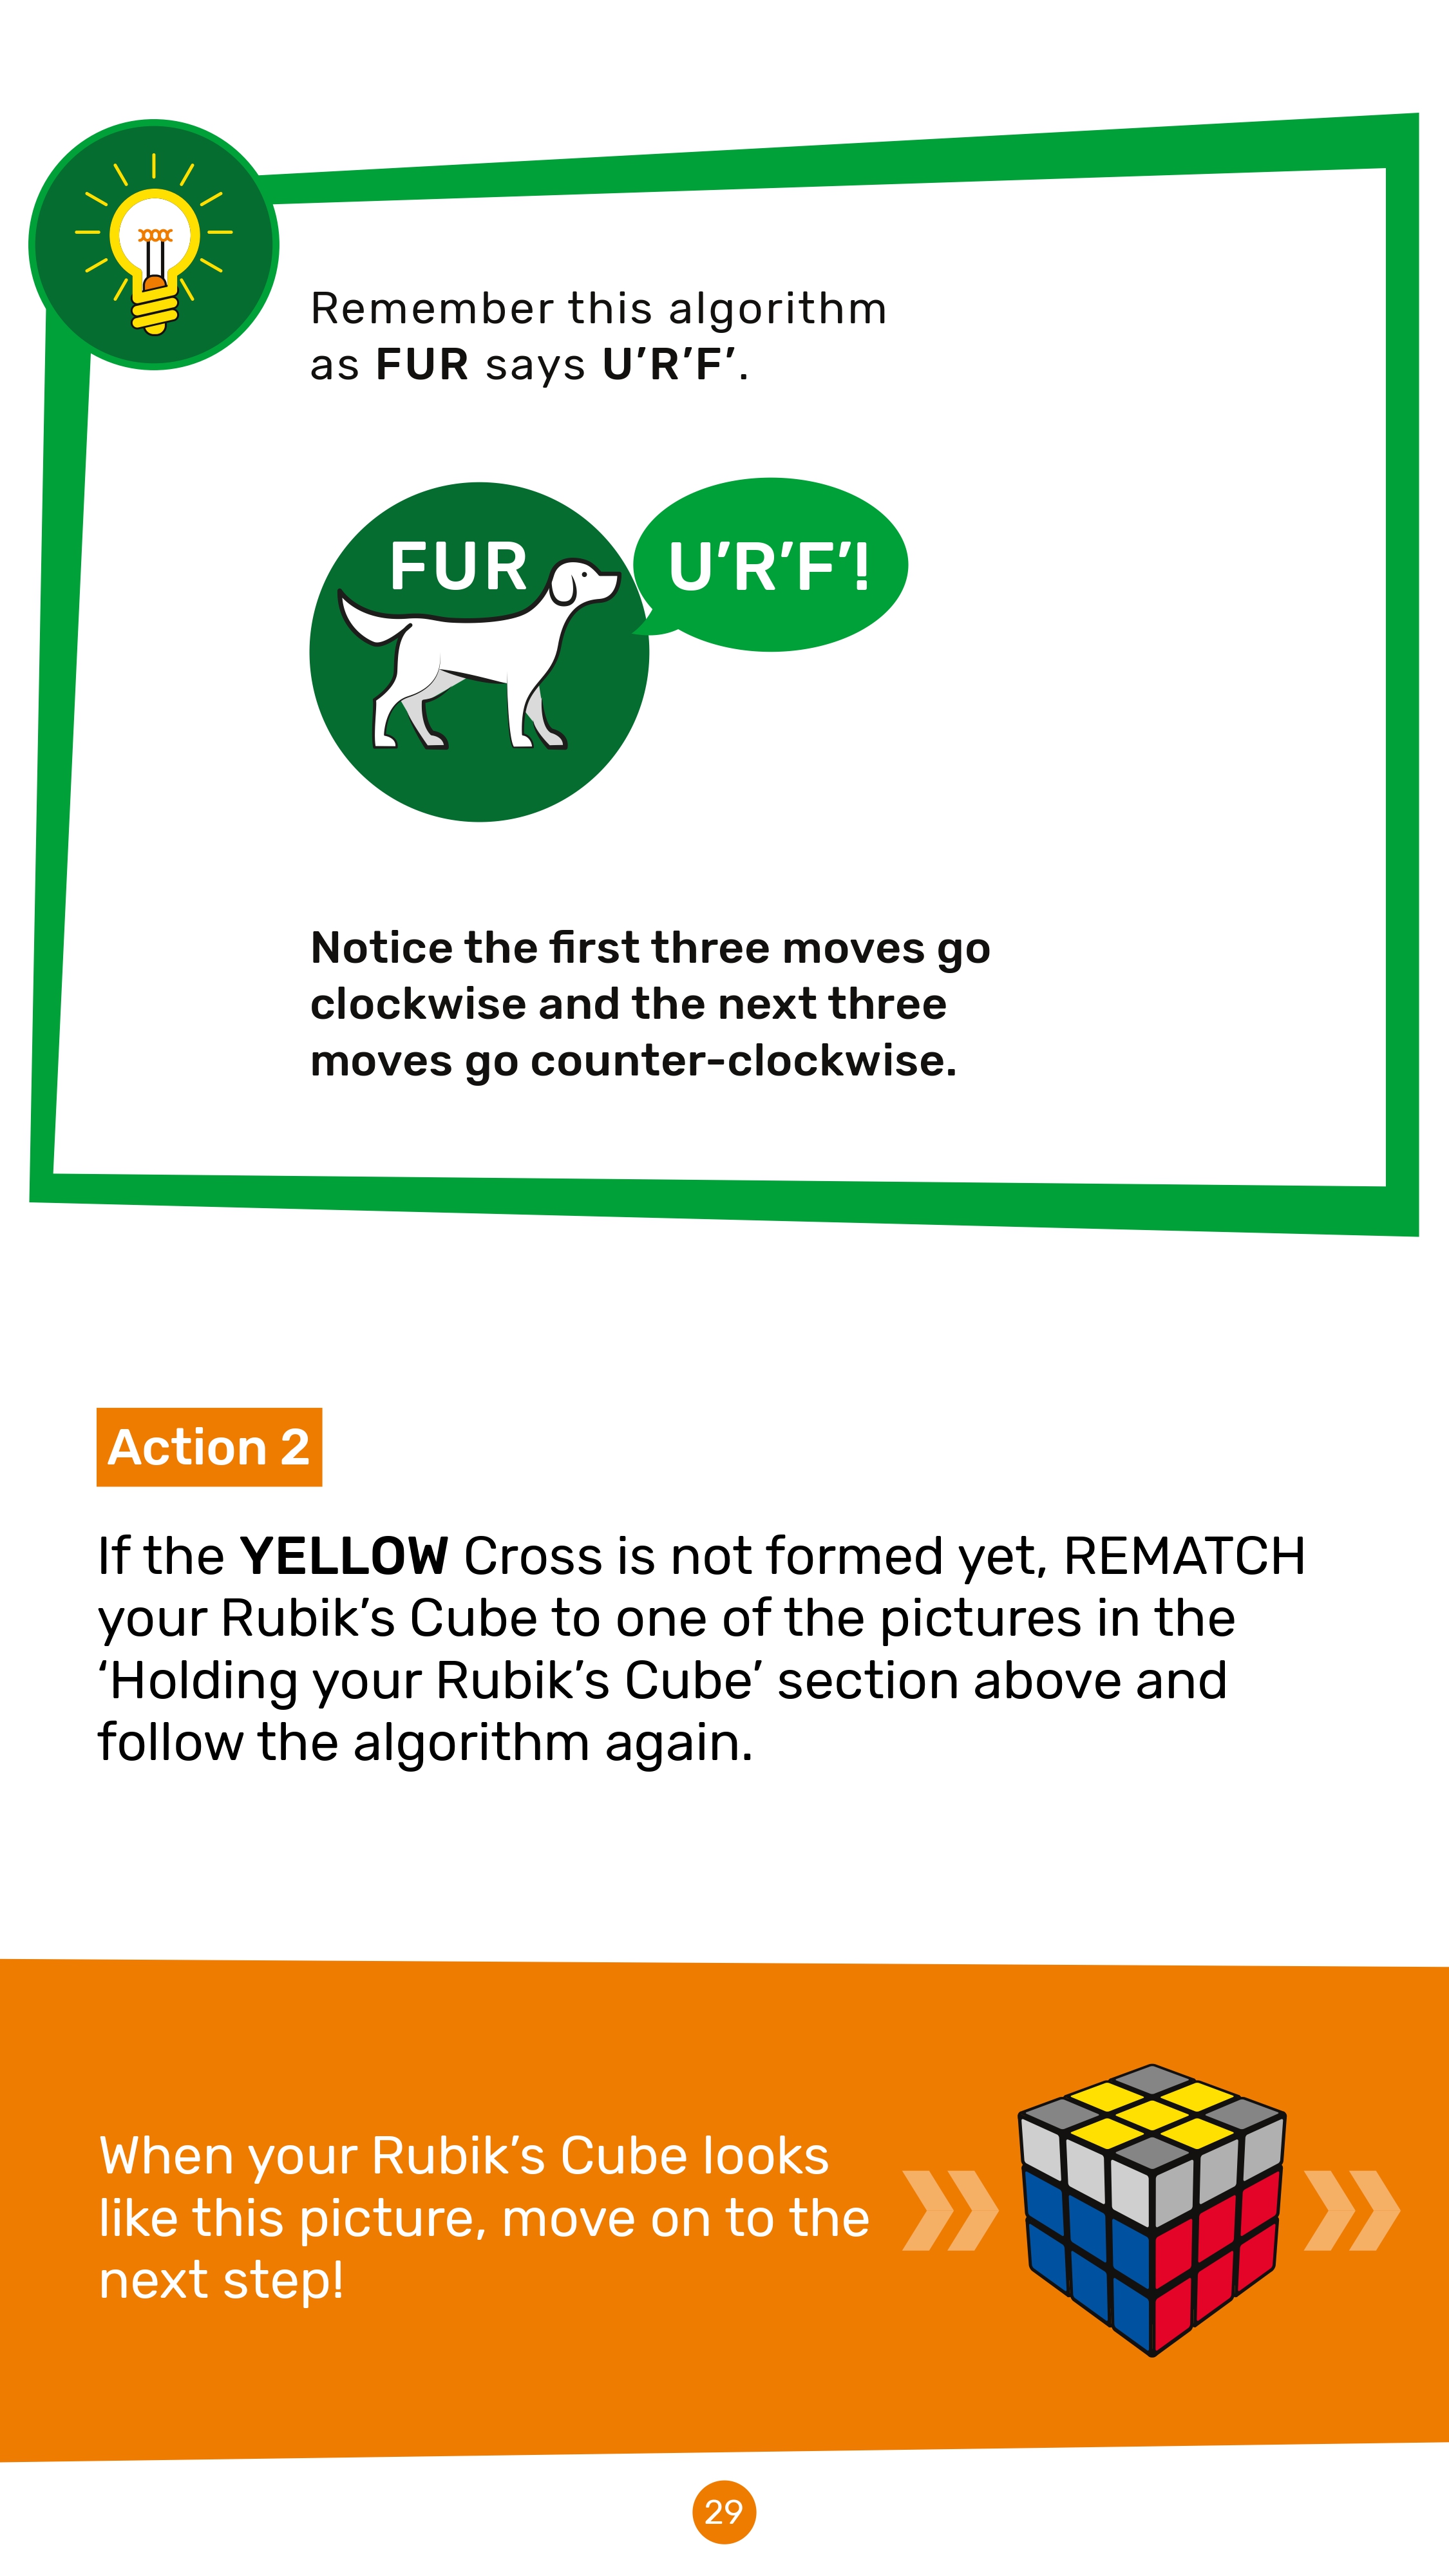 Remember this algorithm
as FUR says U’R’F’.
FUR
U’R’F’!
Notice the first three moves go
clockwise and the next three
moves go counter-clockwise.
Action 2
If the YELLOW Cross is not formed yet, REMATCH
your Rubik’s Cube to one of the pictures in the
‘Holding your Rubik’s Cube’ section above and
follow the algorithm again.
When your Rubik’s Cube looks
like this picture, move on to the
next step!
29